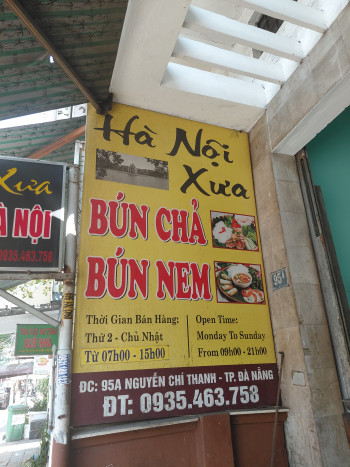 Hà Nội
Xưa
BÚN CHẢ
BÚN NEM
Thời Gian Bán Hàng:
Thứ 2 - Chủ Nhật
Từ 07h00 - 15h00
Open Time:
Monday To Sunday
From 09h00 - 21h00
ĐC: 95A NGUYỄN CHÍ THANH - TP. ĐÀ NẴNG
ĐT: 0935.463.758
Xưa
À NỘI
0935.463.758
95A